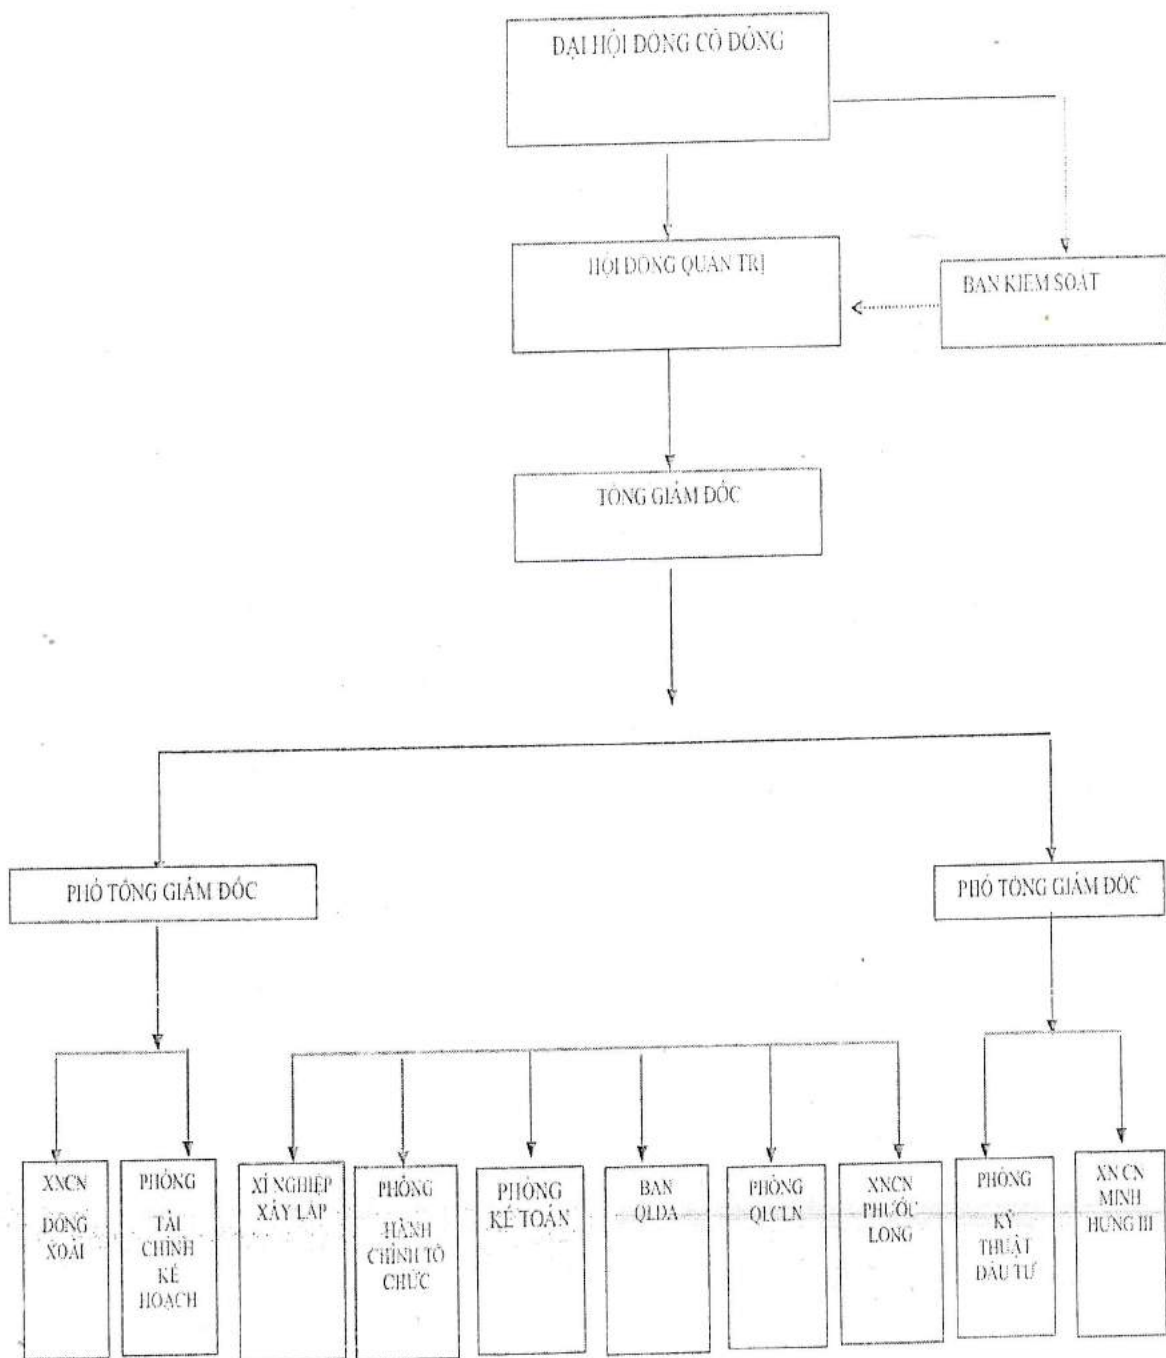 ĐẠI HỘI ĐỒNG CỔ ĐÔNG
HỘI ĐỒNG QUẢN TRỊ
BAN KIỂM SOÁT
TỔNG GIÁM ĐỐC
PHÓ TỔNG GIÁM ĐỐC
PHÓ TỔNG GIÁM ĐỐC
XNCN
ĐỒNG
XOÀI
PHÒNG
TÀI
CHÍNH
KẾ
HOẠCH
XÍ NGHIỆP
XÂY LẮP
PHÒNG
HÀNH
CHÍNH TỔ
CHỨC
PHÒNG
KẾ TOÁN
BAN
QLDA
PHÒNG
QLCLN
XNCN
PHƯỚC
LONG
PHÒNG
KỸ
THUẬT
ĐẦU TƯ
XN CN
MINH
HƯNG III